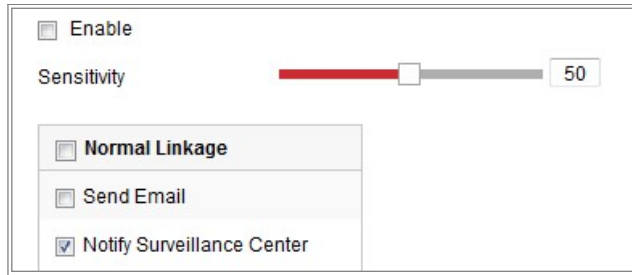 Enable
Sensitivity 50
Normal Linkage
Send Email
Notify Surveillance Center